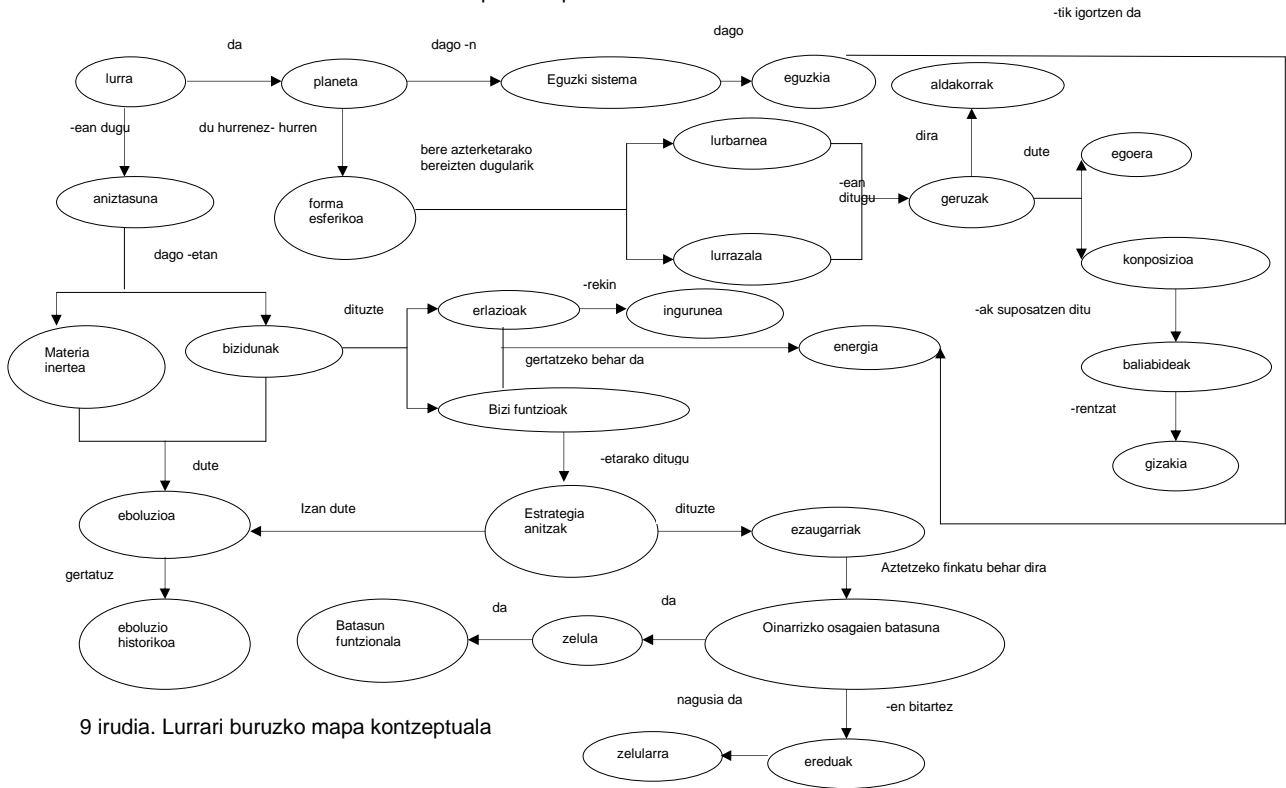 -tik igortzen da
da
dago -n
dago
lurra
planeta
Eguzki sistema
eguzkia
aldakorrak
-ean dugu
du hurrenez- hurren
bere azterketarako
bereizten dugularik
lurbarnea
dira
dute
egoera
aniztasuna
forma
esferikoa
-ean
ditugu
geruzak
dago -etan
lurrazala
konposizioa
dituzte
erlazioak
-rekin
ingurunea
-ak suposatzen ditu
Materia
inertea
bizidunak
gertatzeko behar da
energia
baliabideak
Bizi funtzioak
-rentzat
dute
-etarako ditugu
gizakia
eboluzioa
Izan dute
Estrategia
anitzak
dituzte
ezaugarriak
gertatuz
Aztetzeko finkatu behar dira
eboluzio
historikoa
Batasun
funtzionala
da
zelula
da
Oinarrizko osagaien batasuna
nagusia da
-en bitartez
9 irudia. Lurrari buruzko mapa kontzeptuala
zelularra
ereduak